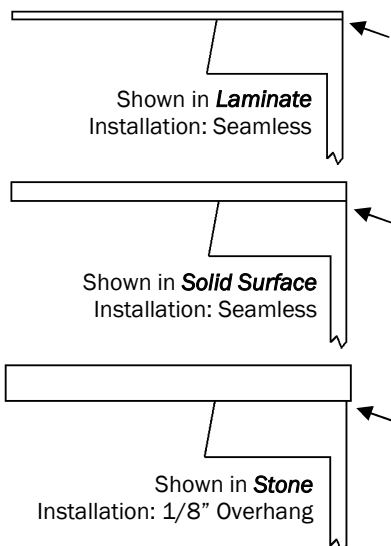 Shown in Laminate
Installation: Seamless
Shown in Solid Surface
Installation: Seamless
Shown in Stone
Installation: 1/8” Overhang